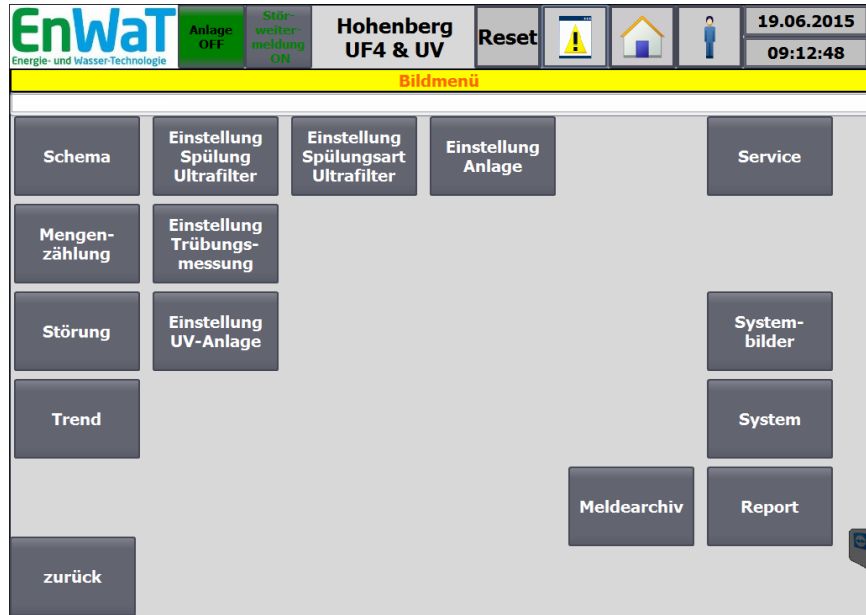 EnWaT
Energie- und Wasser-Technologie
Anlage
OFF
Stör-
weiter-
meldung
ON
Hohenberg
UF4 & UV
Reset
19.06.2015
09:12:48
Bildmenü
Schema
Einstellung
Spülung
Ultrafilter
Einstellung
Spülungsart
Ultrafilter
Einstellung
Anlage
Service
Mengen-
zählung
Einstellung
Trübungs-
messung
Störung
Einstellung
UV-Anlage
System-
bilder
Trend
System
Meldearchiv
Report
zurück